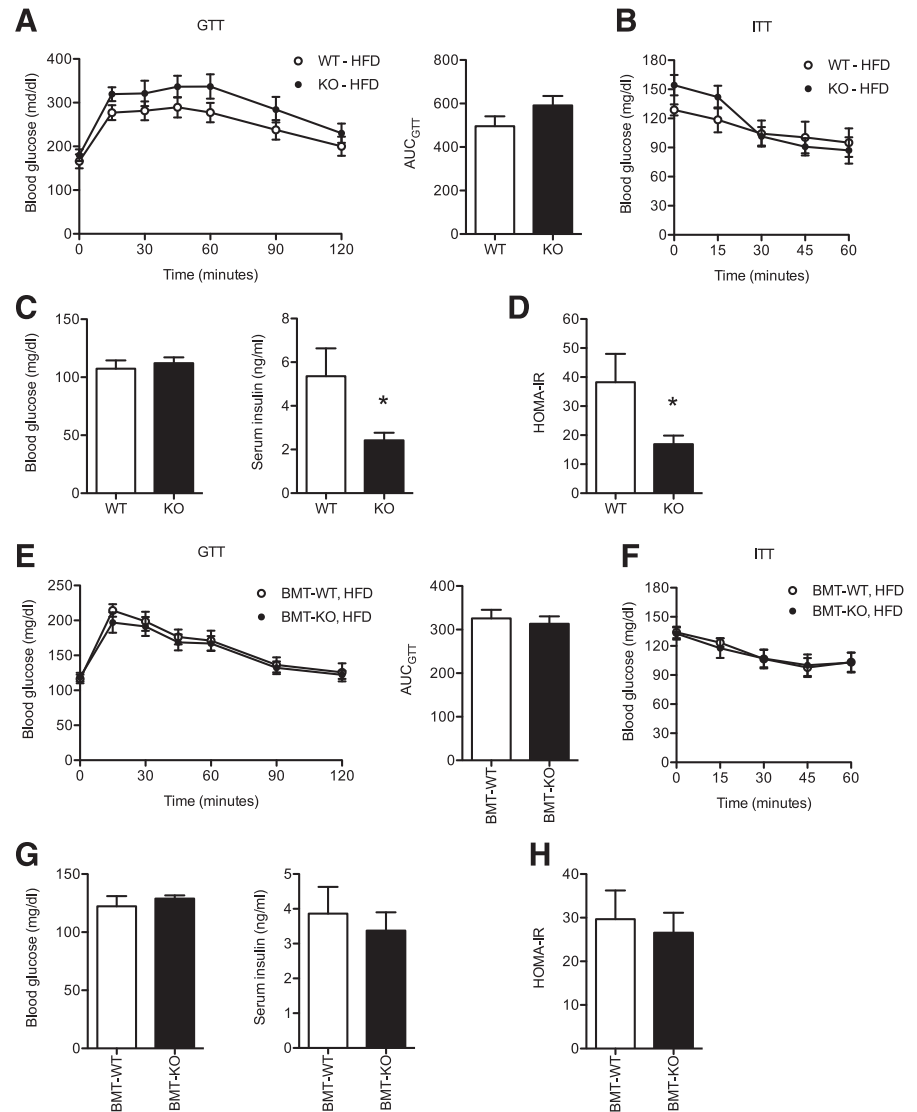 A
GTT
WT - HFD
KO - HFD
Blood glucose (md/dl)
400
300
200
100
0
0 30 60 90 120
Time (minutes)
AUCGTT
800
600
400
200
0
WT KO
B
ITT
WT - HFD
KO - HFD
Blood glucose (mg/dl)
180
150
120
90
60
30
0
0 15 30 45 60
Time (minutes)
C
Blood glucose (mg/dl)
150
100
50
0
WT KO
Serum insulin (ng/ml)
8
6
4
2
0
WT KO
*
D
HOMA-IR
60
50
40
30
20
10
0
WT KO
*
E
GTT
BMT-WT, HFD
BMT-KO, HFD
Blood glucose (mg/dl)
250
200
150
100
50
0
0 30 60 90 120
Time (minutes)
AUCGTT
400
300
200
100
0
BMT-WT
BMT-KO
F
ITT
BMT-WT, HFD
BMT-KO, HFD
Blood glucose (mg/dl)
180
150
120
90
60
30
0
0 15 30 45 60
Time (minutes)
G
Blood glucose (mg/dl)
150
100
50
0
BMT-WT
BMT-KO
Serum insulin (ng/ml)
5
4
3
2
1
0
BMT-WT
BMT-KO
H
HOMA-IR
40
30
20
10
0
BMT-WT
BMT-KO